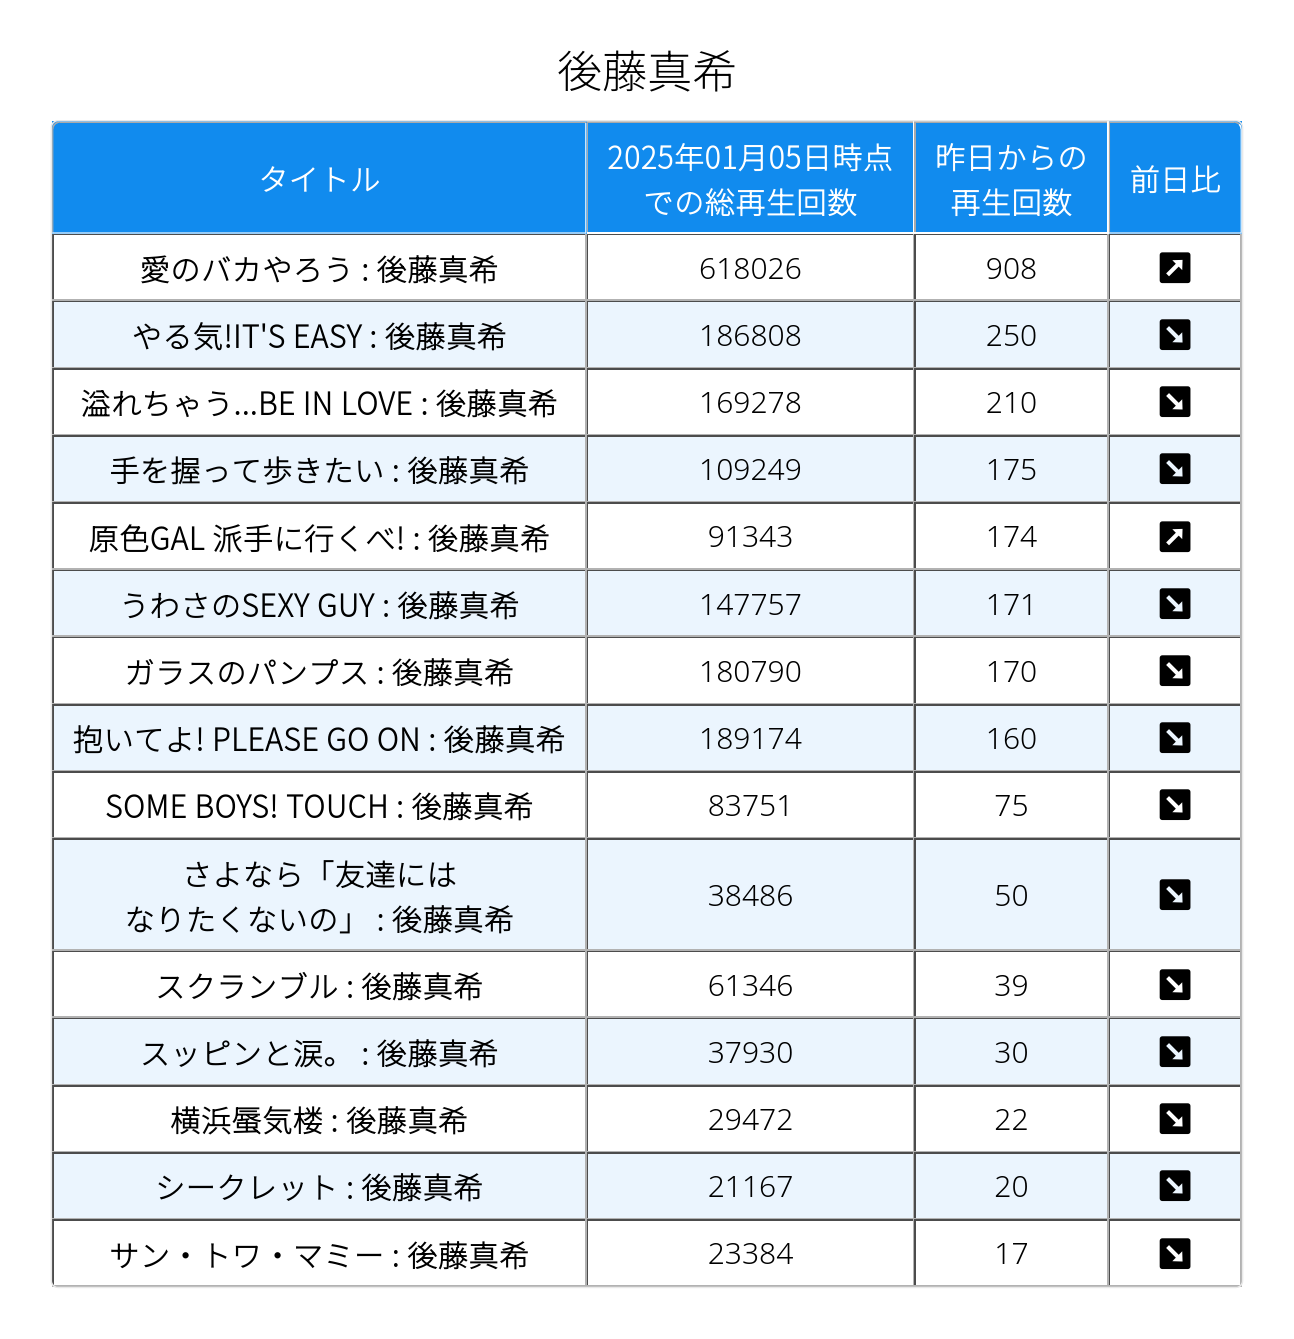 後藤真希
タイトル
2025年01月05日時点
での総再生回数
昨日からの
再生回数
前日比
愛のバカやろう : 後藤真希 618026 908
やる気!IT'S EASY : 後藤真希 186808 250
溢れちゃう...BE IN LOVE : 後藤真希 169278 210
手を握って歩きたい : 後藤真希 109249 175
原色GAL 派手に行くべ! : 後藤真希 91343 174
うわさのSEXY GUY : 後藤真希 147757 171
ガラスのパンプス : 後藤真希 180790 170
抱いてよ! PLEASE GO ON : 後藤真希 189174 160
SOME BOYS! TOUCH : 後藤真希 83751 75
さよなら「友達には
なりたくないの」 : 後藤真希 38486 50
スクランブル : 後藤真希 61346 39
スッピンと涙。 : 後藤真希 37930 30
横浜蜃気楼 : 後藤真希 29472 22
シークレット : 後藤真希 21167 20
サン・トワ・マミー : 後藤真希 23384 17